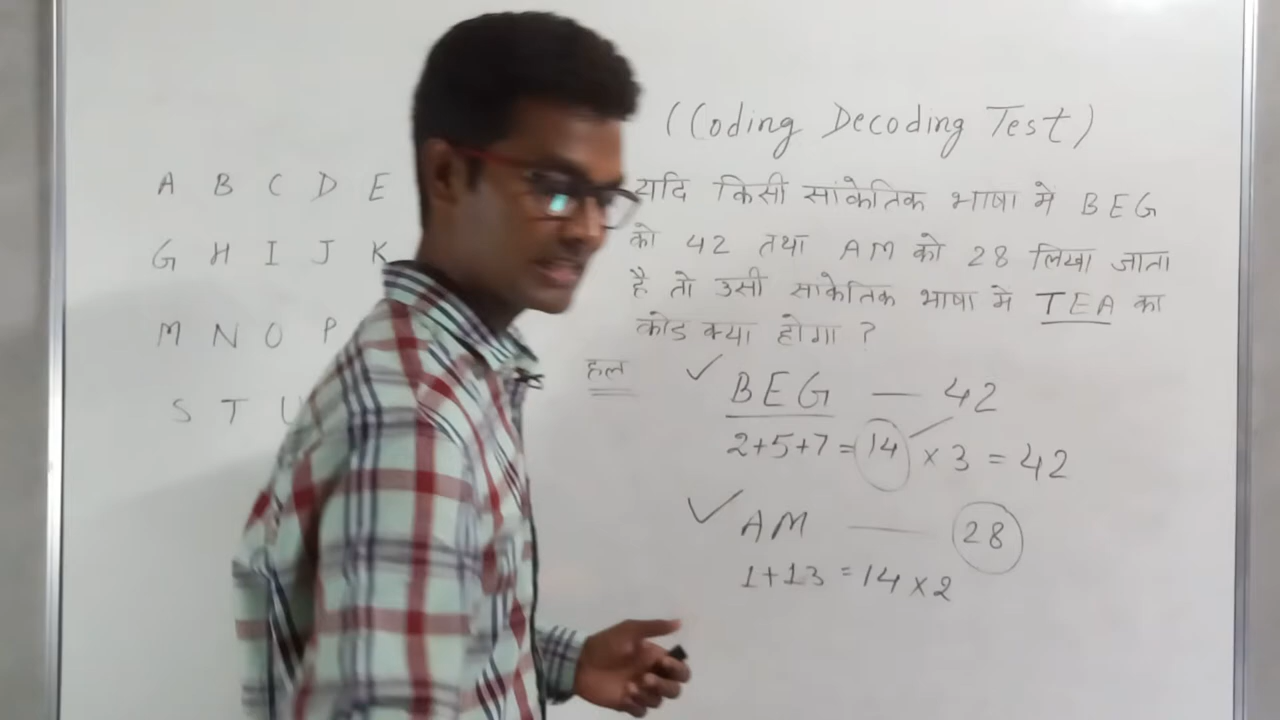 (Coding Decoding Test)
A B C D E
G H I J K
M N O P
S T U
यदि किसी सांकेतिक भाषा मे BEG
को 42 तथा AM को 28 लिखा जाता
है तो उसी सांकेतिक भाषा मे TEA का
कोड क्या होगा ?
हल
✓ BEG — 42
2+5+7=14 × 3 = 42
✓ AM — 28
1+13 = 14 × 2